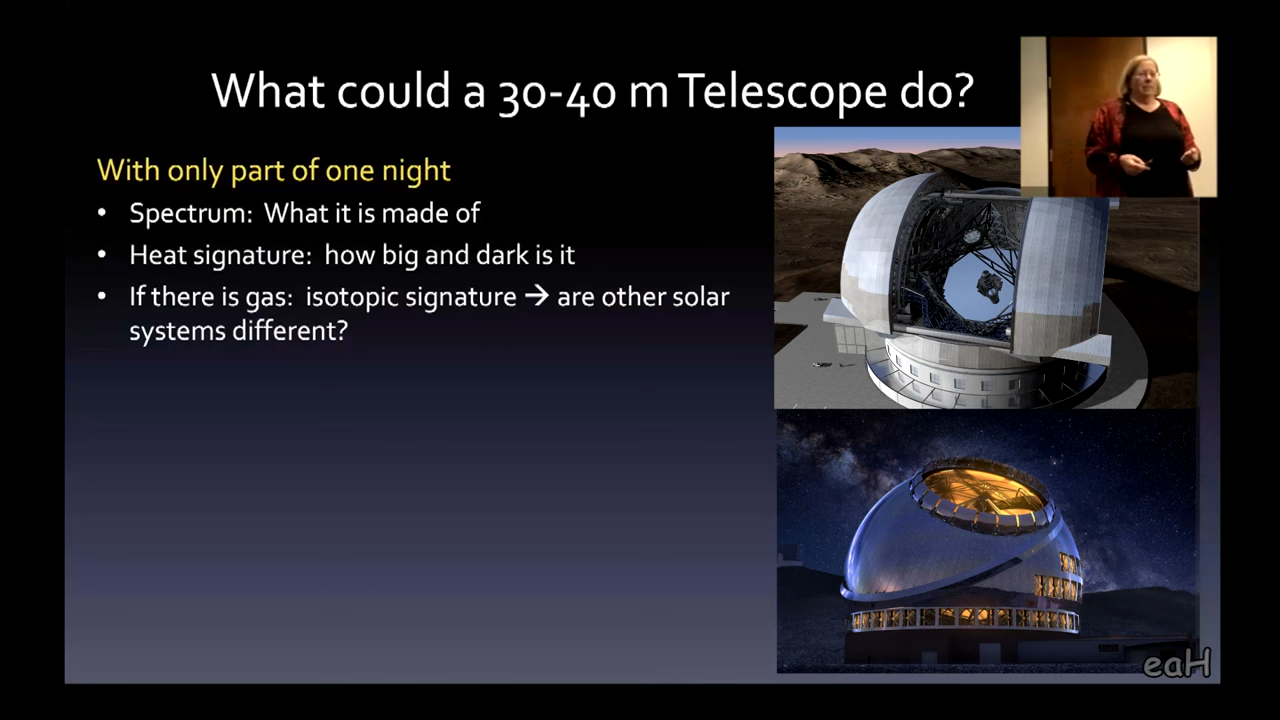 What could a 30-40 m Telescope do?
With only part of one night
• Spectrum: What it is made of
• Heat signature: how big and dark is it
• If there is gas: isotopic signature → are other solar
systems different?
eaH